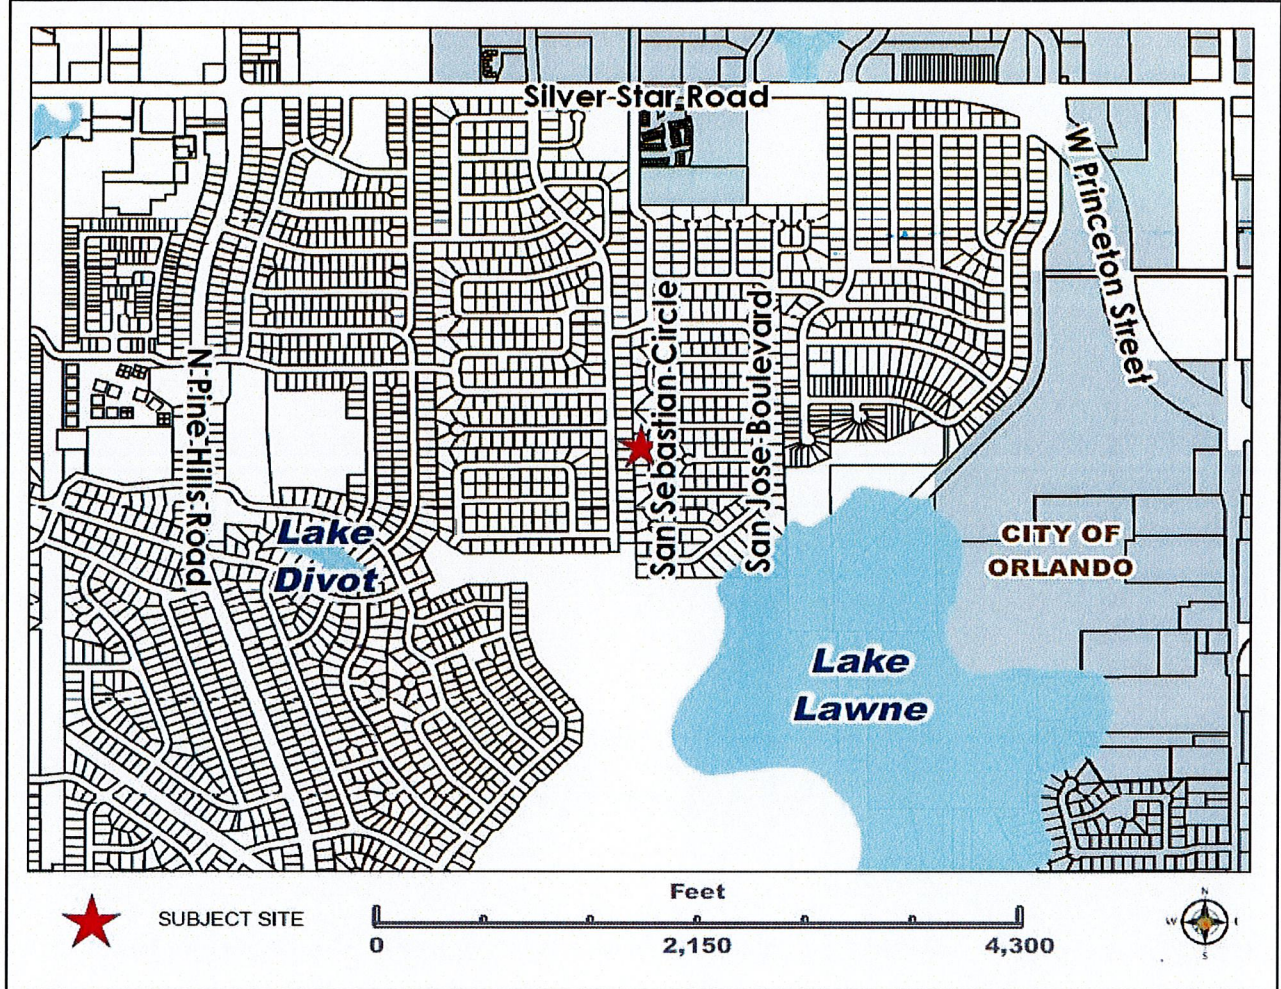 Silver Star Road
W Princeton Street
San Sebastian Circle
San Jose Boulevard
N Pine Hills Road
Lake
Divot
CITY OF
ORLANDO
Lake
Lawne
SUBJECT SITE
Feet
0 2,150 4,300
N
W
S